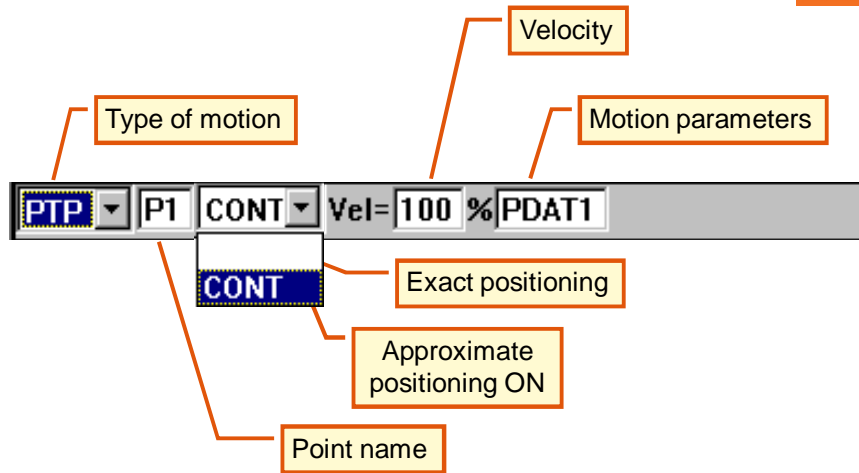 Velocity
Type of motion
Motion parameters
PTP P1 CONT Vel= 100 % PDAT1
CONT
Exact positioning
Approximate
positioning ON
Point name